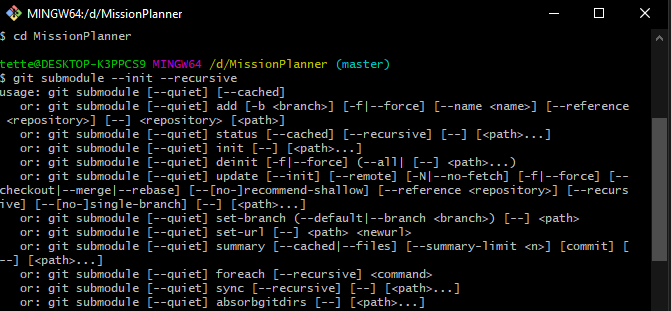 MINGW64:/d/MissionPlanner
$ cd MissionPlanner
tette@DESKTOP-K3PPCS9 MINGW64 /d/MissionPlanner (master)
$ git submodule --init --recursive
usage: git submodule [--quiet] [--cached]
or: git submodule [--quiet] add [-b <branch>] [-f|--force] [--name <name>] [--reference
<repository>] [--] <repository> [<path>]
or: git submodule [--quiet] status [--cached] [--recursive] [--] [<path>...]
or: git submodule [--quiet] init [--] [<path>...]
or: git submodule [--quiet] deinit [-f|--force] (--all| [--] <path>...)
or: git submodule [--quiet] update [--init] [--remote] [-N|--no-fetch] [-f|--force] [--
checkout|--merge|--rebase] [--[no-]recommend-shallow] [--reference <repository>] [--recurs
ive] [--[no-]single-branch] [--] [<path>...]
or: git submodule [--quiet] set-branch (--default|--branch <branch>) [--] <path>
or: git submodule [--quiet] set-url [--] <path> <newurl>
or: git submodule [--quiet] summary [--cached|--files] [--summary-limit <n>] [commit] [
--] [<path>...]
or: git submodule [--quiet] foreach [--recursive] <command>
or: git submodule [--quiet] sync [--recursive] [--] [<path>...]
or: git submodule [--quiet] absorbgitdirs [--] [<path>...]